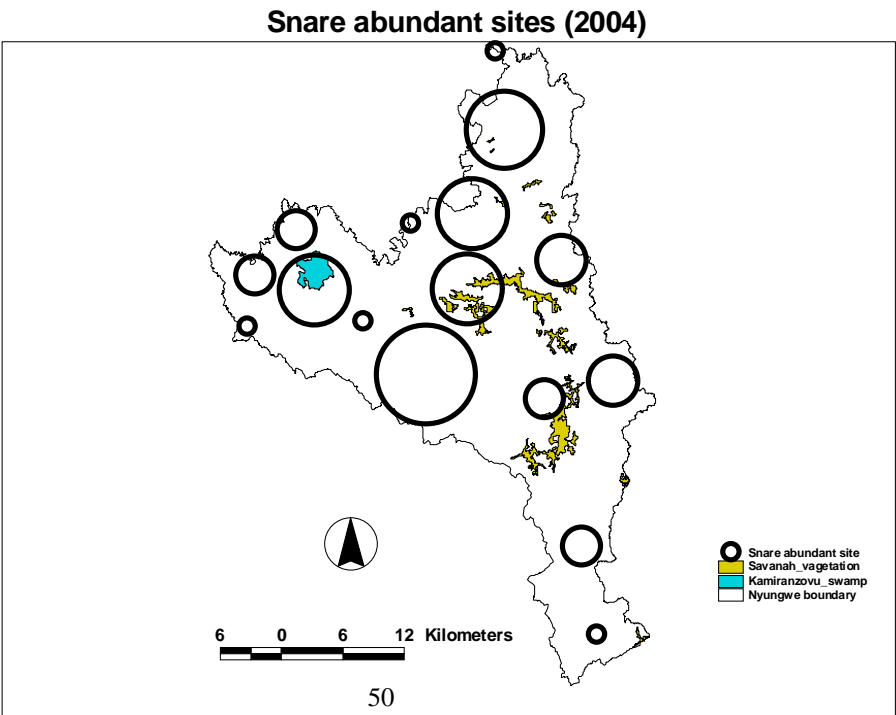 Snare abundant sites (2004)
Snare abundant site
Savanah_vagetation
Kamiranzovu_swamp
Nyungwe boundary
6 0 6 12 Kilometers
50